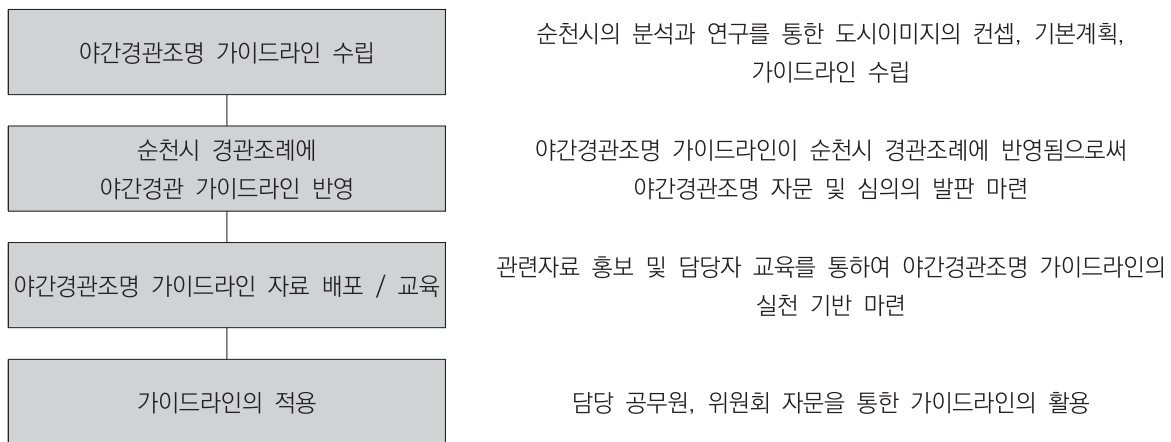 야간경관조명 가이드라인 수립
순천시의 분석과 연구를 통한 도시이미지의 컨셉, 기본계획,
가이드라인 수립
순천시 경관조례에
야간경관 가이드라인 반영
야간경관조명 가이드라인이 순천시 경관조례에 반영됨으로써
야간경관조명 자문 및 심의의 발판 마련
야간경관조명 가이드라인 자료 배포 / 교육
관련자료 홍보 및 담당자 교육를 통하여 야간경관조명 가이드라인의
실천 기반 마련
가이드라인의 적용
담당 공무원, 위원회 자문을 통한 가이드라인의 활용